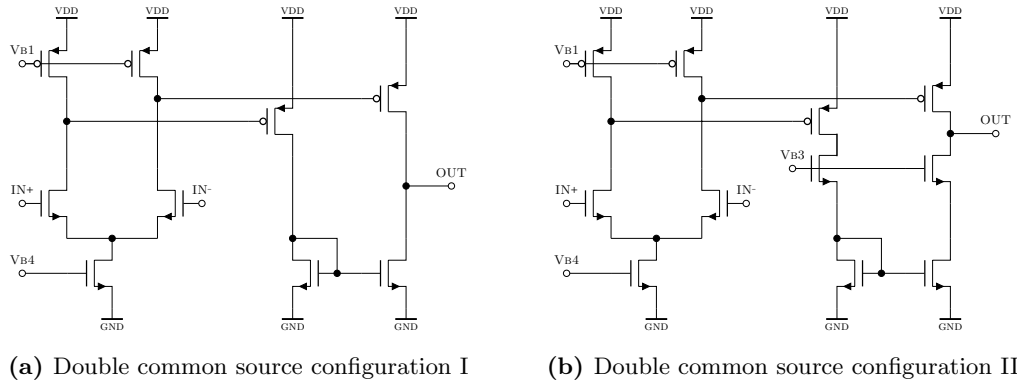 VDD VDD VDD VDD VDD VDD VDD VDD
VB1 VB1
OUT
VB3
OUT
IN+ IN- IN+ IN-
VB4 VB4
GND GND GND GND GND GND
(a) Double common source configuration I (b) Double common source configuration II